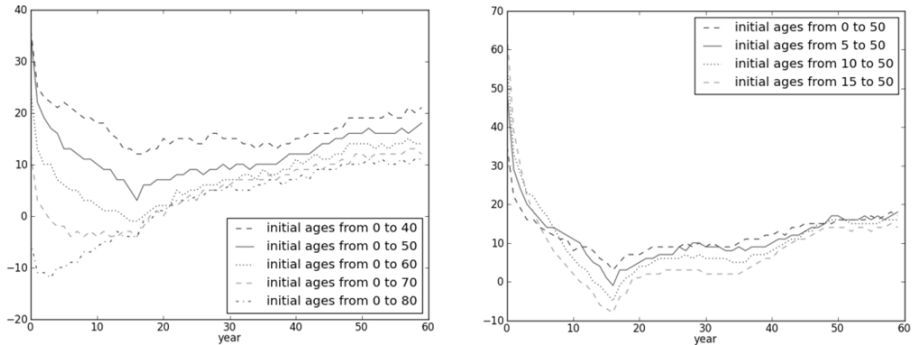 40
30
20
10
0
-10
-20
0 10 20 30 40 50 60
year
initial ages from 0 to 40
initial ages from 0 to 50
initial ages from 0 to 60
initial ages from 0 to 70
initial ages from 0 to 80
70
60
50
40
30
20
10
0
-10
0 10 20 30 40 50 60
year
initial ages from 0 to 50
initial ages from 5 to 50
initial ages from 10 to 50
initial ages from 15 to 50